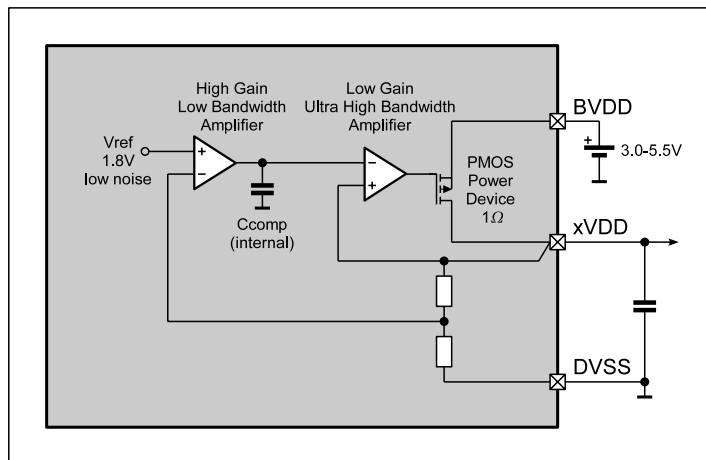 High Gain
Low Bandwidth
Amplifier
Low Gain
Ultra High Bandwidth
Amplifier
BVDD
Vref
1.8V
low noise
+
−
−
+
PMOS
Power
Device
1Ω
+
3.0-5.5V
Ccomp
(internal)
xVDD
DVSS